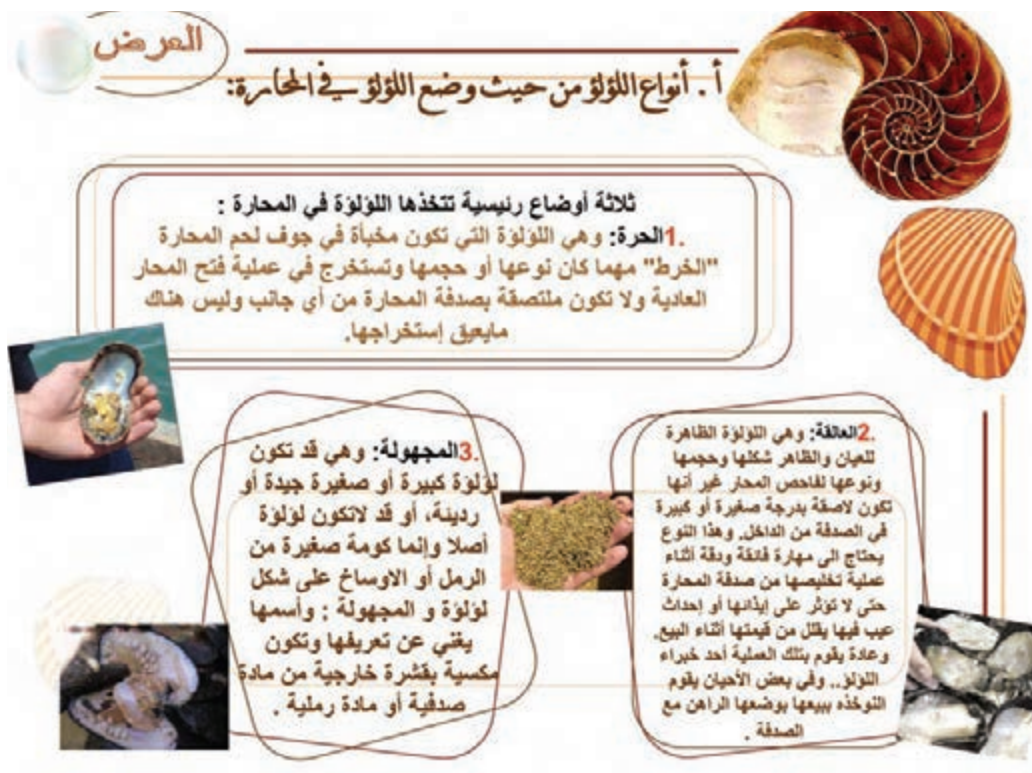 العرض
أ . أنواع اللؤلؤ من حيث وضع اللؤلؤ في المحارة:
ثلاثة أوضاع رئيسية تتخذها اللؤلؤة في المحارة :
1.الحرة: وهي اللؤلؤة التي تكون مخبأة في جوف لحم المحارة
"الخرط" مهما كان نوعها أو حجمها وتستخرج في عملية فتح المحار
العادية ولا تكون ملتصقة بصدفة المحارة من أي جانب وليس هناك
مايعيق إستخراجها.
2.العالقة: وهي اللؤلؤة الظاهرة
للعيان والظاهر شكلها وحجمها
ونوعها لفاحص المحار غير أنها
تكون لاصقة بدرجة صغيرة أو كبيرة
في الصدفة من الداخل. وهذا النوع
يحتاج الى مهارة فائقة ودقة أثناء
عملية تخليصها من صدفة المحارة
حتى لا تؤثر على إيذائها أو إحداث
عيب فيها يقلل من قيمتها أثناء البيع.
وعادة يقوم بتلك العملية أحد خبراء
اللؤلؤ.. وفي بعض الأحيان يقوم
النوخذه ببيعها بوضعها الراهن مع
الصدفة .
3.المجهولة: وهي قد تكون
لؤلؤة كبيرة أو صغيرة جيدة أو
رديئة، أو قد لاتكون لؤلؤة
أصلا وإنما كومة صغيرة من
الرمل أو الاوساخ على شكل
لؤلؤة و المجهولة : وأسمها
يغني عن تعريفها وتكون
مكسية بقشرة خارجية من مادة
صدفية أو مادة رملية .